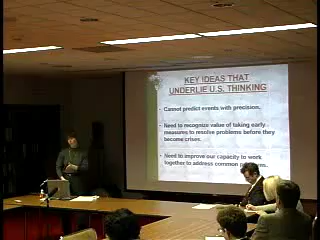 KEY IDEAS THAT
UNDERLIE U.S. THINKING
Cannot predict events with precision.
Need to recognize value of taking early
measures to resolve problems before they
become crises.
Need to improve our capacity to work
together to address common